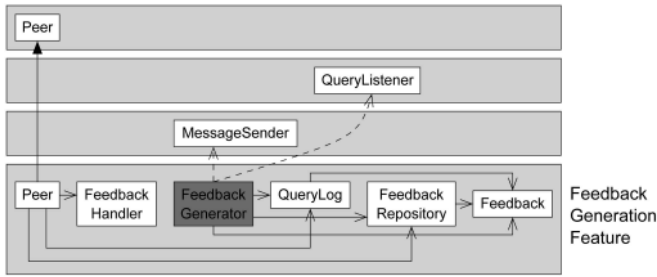 Peer
QueryListener
MessageSender
Peer
Feedback
Handler
Feedback
Generator
QueryLog
Feedback
Repository
Feedback
Feedback
Generation
Feature